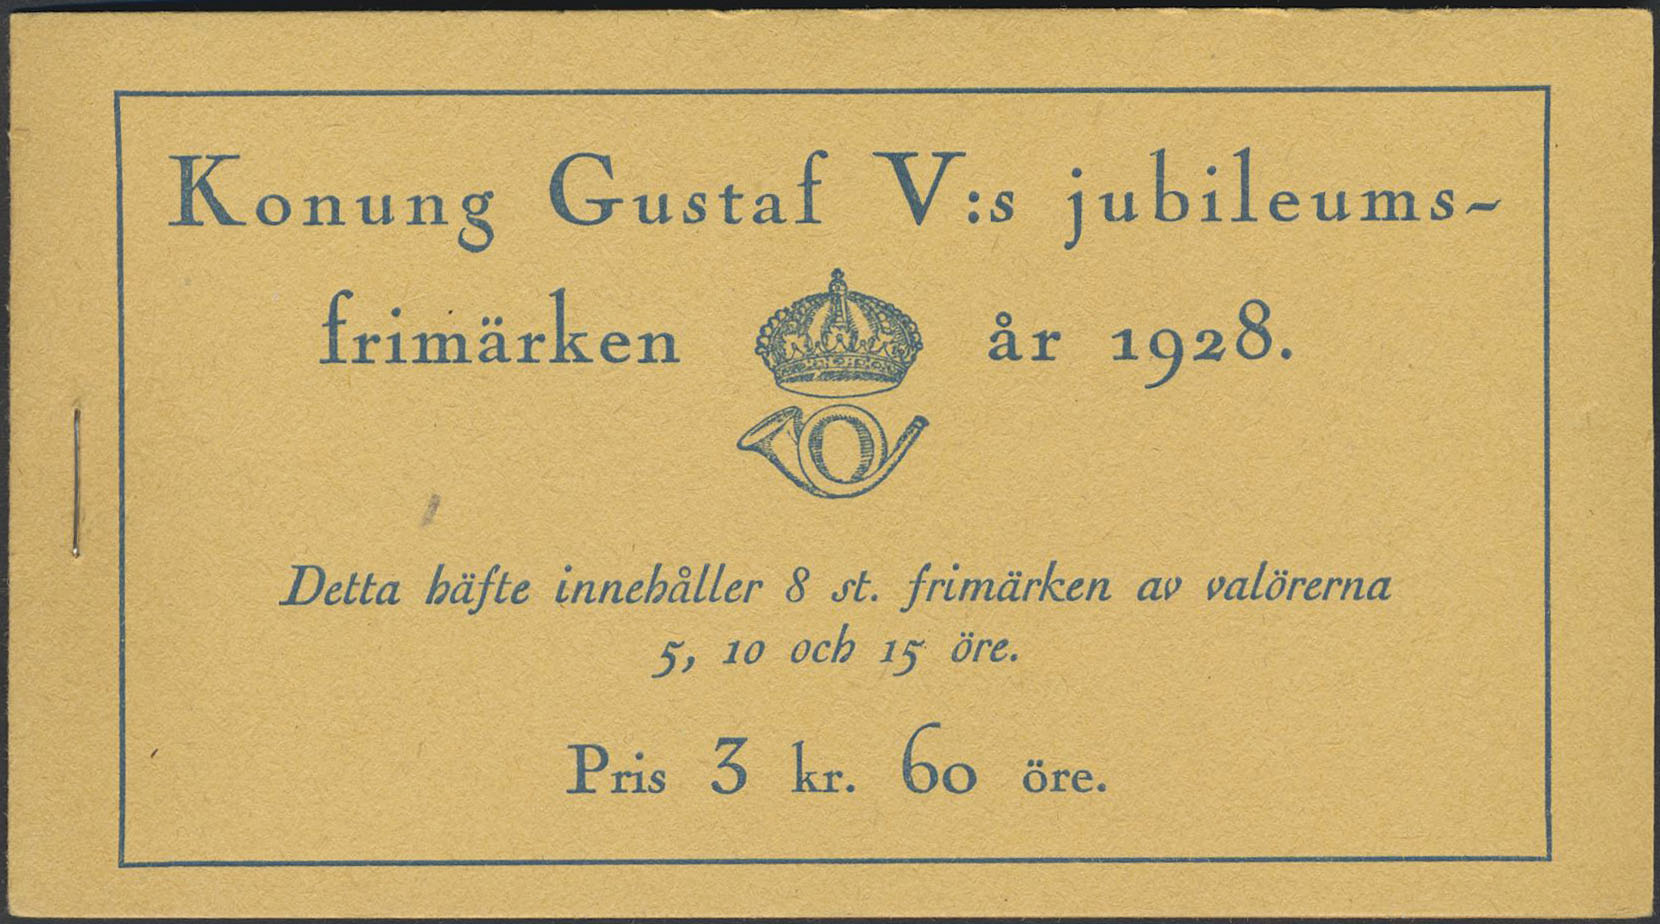 Konung Gustaf V:s jubileums-
frimärken år 1928.
Detta häfte innehåller 8 st. frimärken av valörerna
5, 10 och 15 öre.
Pris 3 kr. 60 öre.